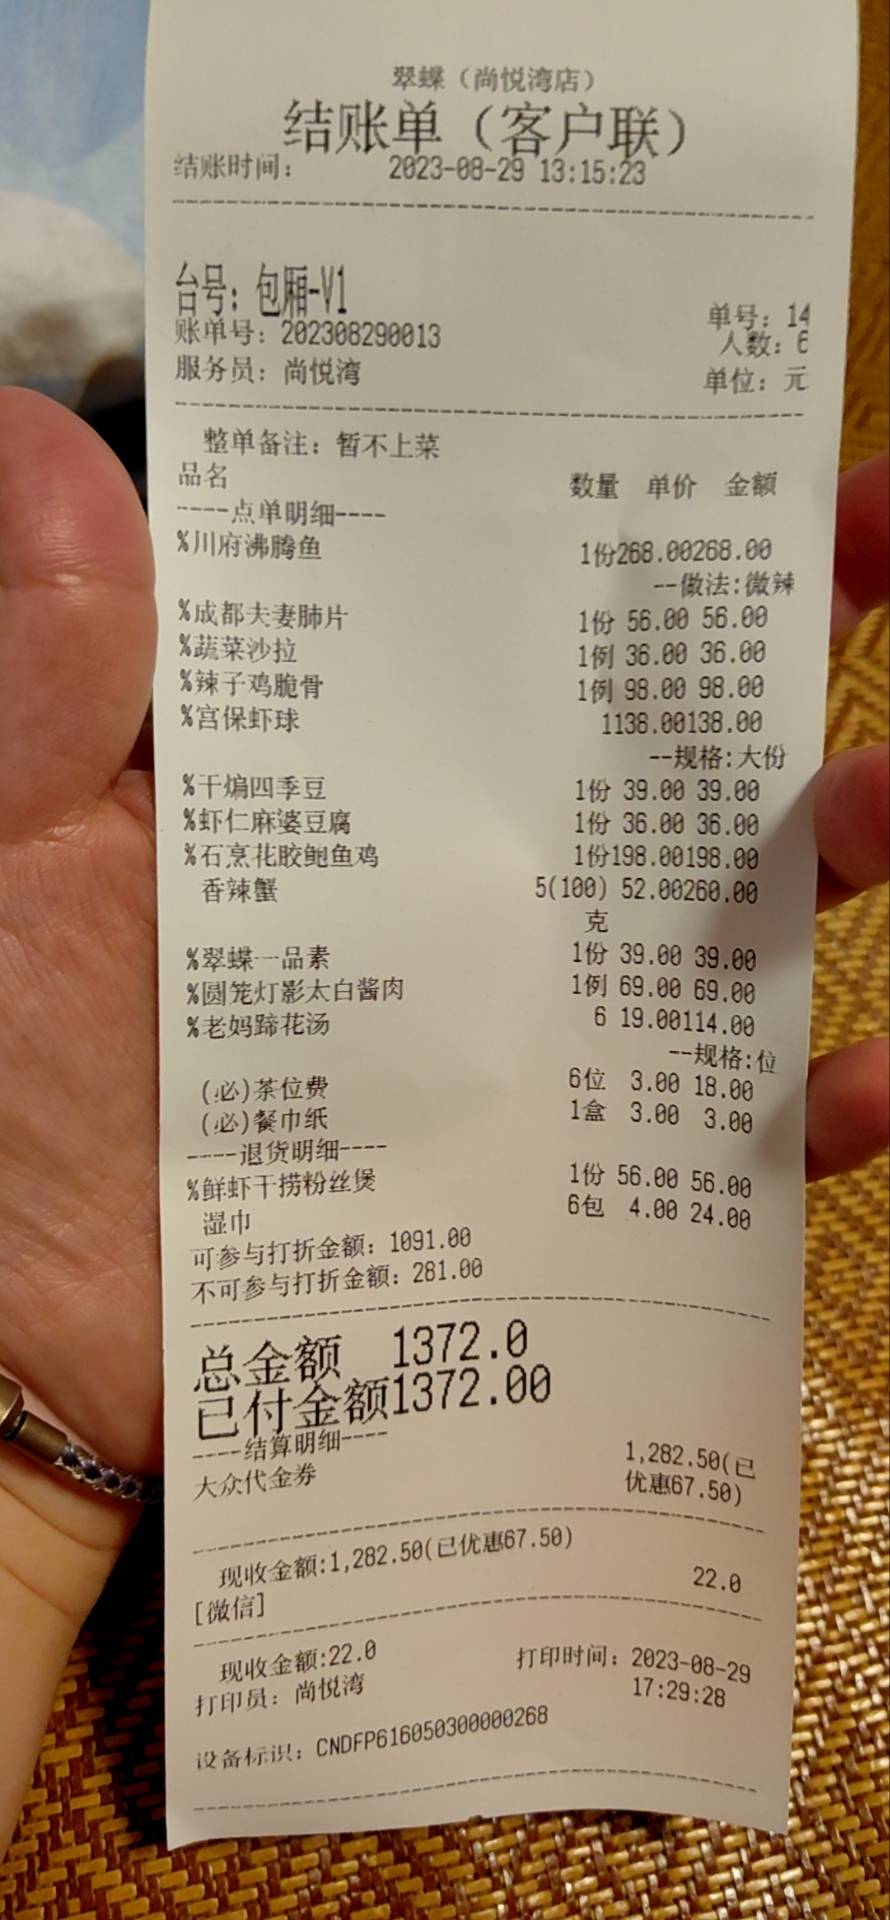 翠蝶（尚悦湾店）
结账单（客户联）
结账时间： 2023-08-29 13:15:23
台号：包厢-V1
单号：14
账单号：202308290013
人数：6
服务员：尚悦湾
单位：元
整单备注：暂不上菜
品名 数量 单价 金额
----点单明细----
%川府沸腾鱼 1份268.00268.00
--做法:微辣
%成都夫妻肺片 1份 56.00 56.00
%蔬菜沙拉 1例 36.00 36.00
%辣子鸡脆骨 1例 98.00 98.00
%宫保虾球 1138.00138.00
--规格:大份
%干煸四季豆 1份 39.00 39.00
%虾仁麻婆豆腐 1份 36.00 36.00
%石烹花胶鲍鱼鸡 1份198.00198.00
香辣蟹 5(100) 52.00260.00
克
%翠蝶一品素 1份 39.00 39.00
%圆笼灯影太白酱肉 1例 69.00 69.00
%老妈蹄花汤 6 19.00114.00
--规格:位
(必)茶位费 6位 3.00 18.00
(必)餐巾纸 1盒 3.00 3.00
----退货明细----
%鲜虾干捞粉丝煲 1份 56.00 56.00
湿巾 6包 4.00 24.00
可参与打折金额：1091.00
不可参与打折金额：281.00
总金额 1372.0
已付金额1372.00
----结算明细----
大众代金券 1,282.50(已
优惠67.50)
现收金额:1,282.50(已优惠67.50)
[微信] 22.0
现收金额:22.0
打印员：尚悦湾 打印时间：2023-08-29
17:29:28
设备标识：CNDFP616050300000268